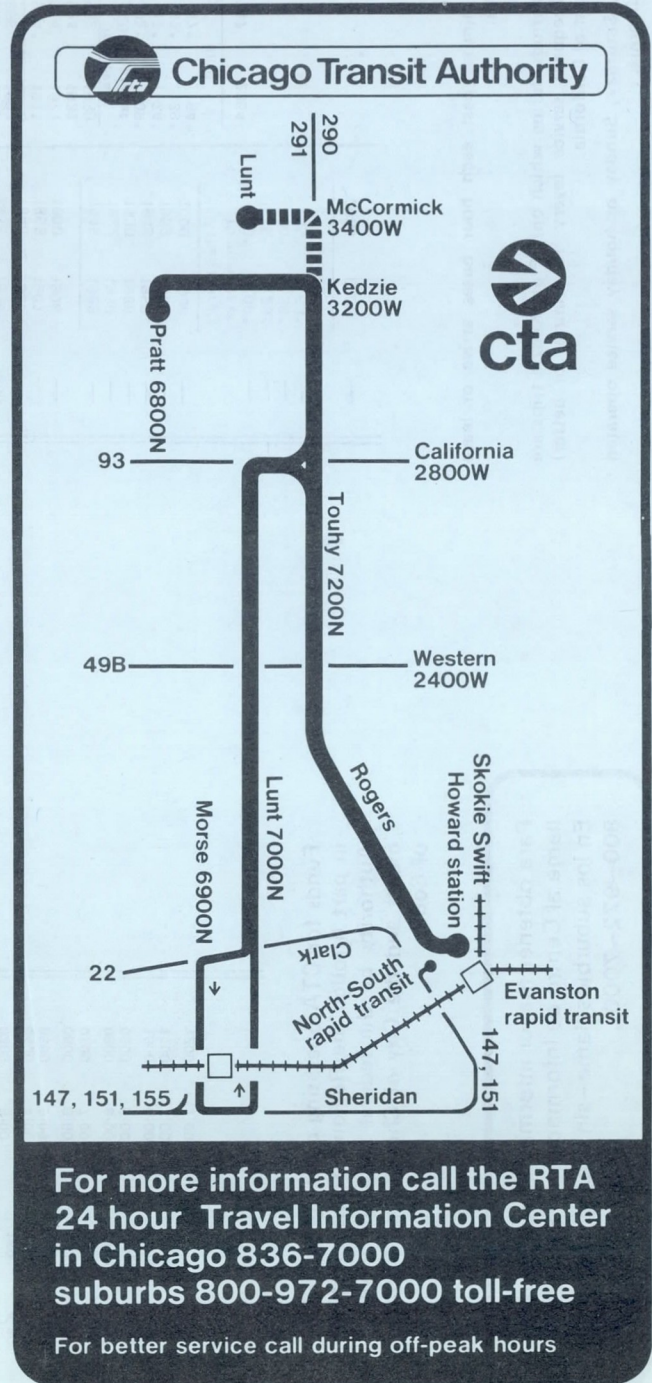 rta
Chicago Transit Authority
290
291
Lunt
McCormick
3400W
Kedzie
3200W
cta
Pratt 6800N
93
California
2800W
Touhy 7200N
49B
Western
2400W
Rogers
Skokie Swift
Howard station
Lunt 7000N
Morse 6900N
Clark
22
North-South
rapid transit
Evanston
rapid transit
147, 151
147, 151, 155
Sheridan
For more information call the RTA
24 hour Travel Information Center
in Chicago 836-7000
suburbs 800-972-7000 toll-free
For better service call during off-peak hours